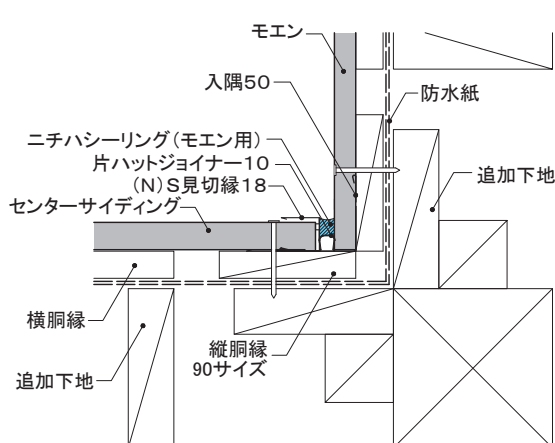 モエン
入隅50
防水紙
ニチハシーリング(モエン用)
片ハットジョイナー10
(N)S見切縁18
センターサイディング
追加下地
横胴縁
縦胴縁
90サイズ
追加下地